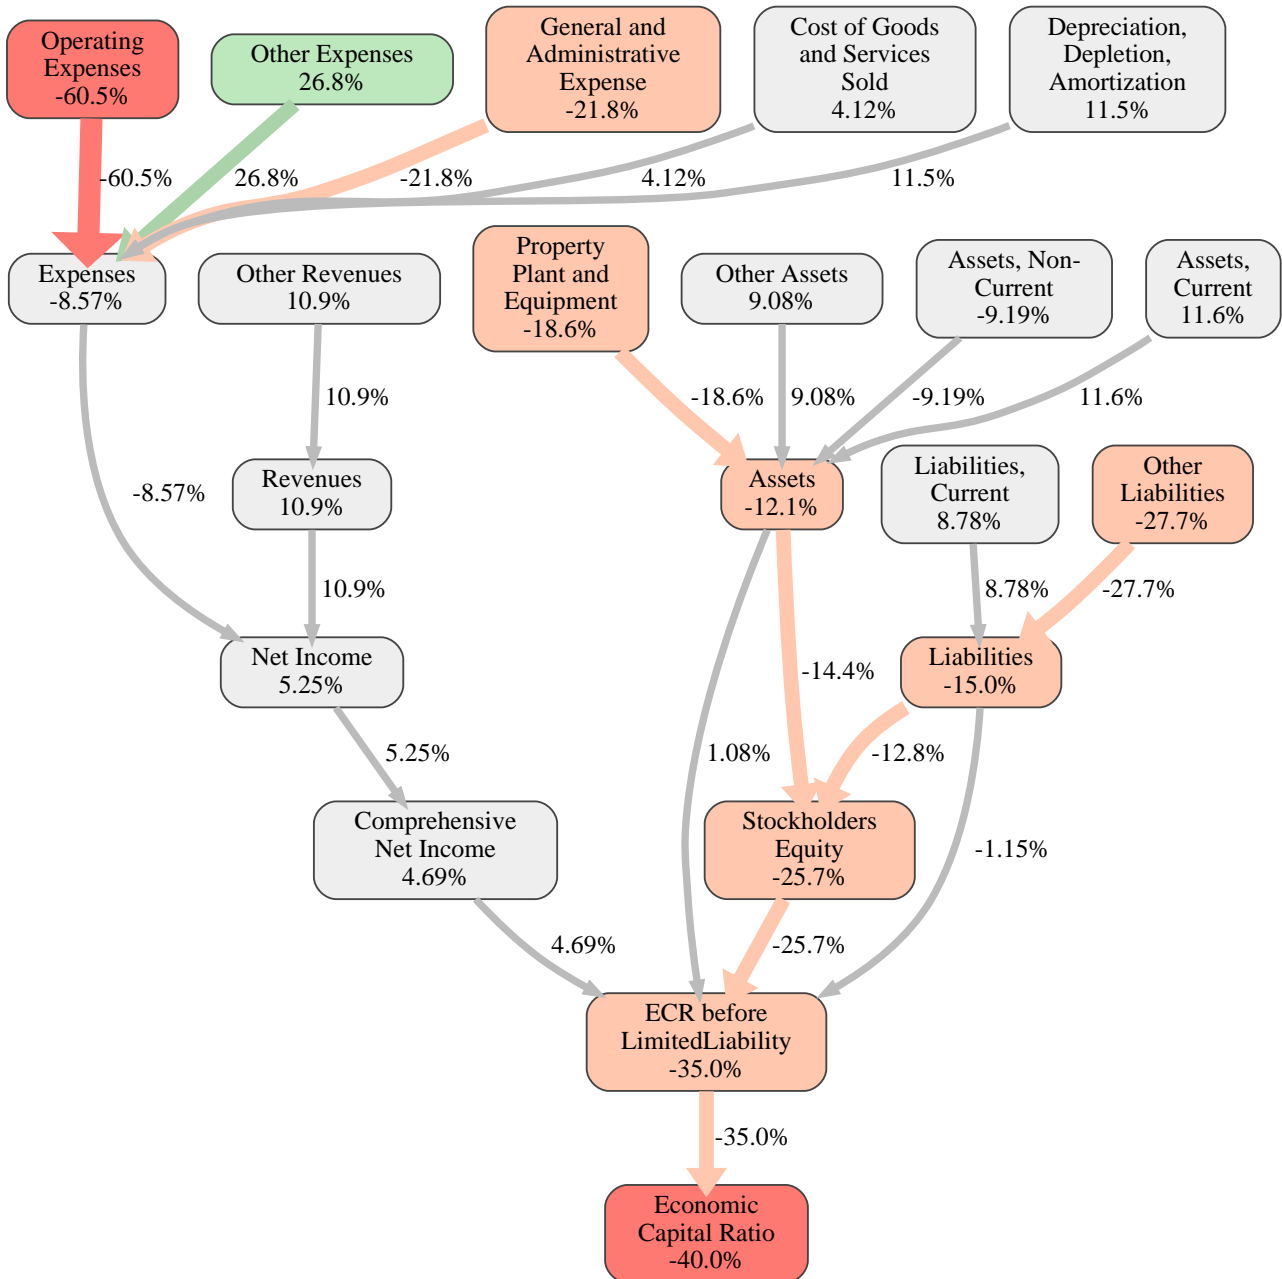 Operating
Expenses
-60.5%
Other Expenses
26.8%
General and
Administrative
Expense
-21.8%
Cost of Goods
and Services
Sold
4.12%
Depreciation,
Depletion,
Amortization
11.5%
-60.5%
26.8%
-21.8%
4.12%
11.5%
Expenses
-8.57%
Other Revenues
10.9%
Property
Plant and
Equipment
-18.6%
Other Assets
9.08%
Assets, Non-
Current
-9.19%
Assets,
Current
11.6%
10.9%
-18.6%
9.08%
-9.19%
11.6%
-8.57%
Revenues
10.9%
Assets
-12.1%
Liabilities,
Current
8.78%
Other
Liabilities
-27.7%
10.9%
8.78%
-27.7%
Net Income
5.25%
-14.4%
Liabilities
-15.0%
5.25%
1.08%
-12.8%
Comprehensive
Net Income
4.69%
Stockholders
Equity
-25.7%
-1.15%
4.69%
-25.7%
ECR before
LimitedLiability
-35.0%
-35.0%
Economic
Capital Ratio
-40.0%